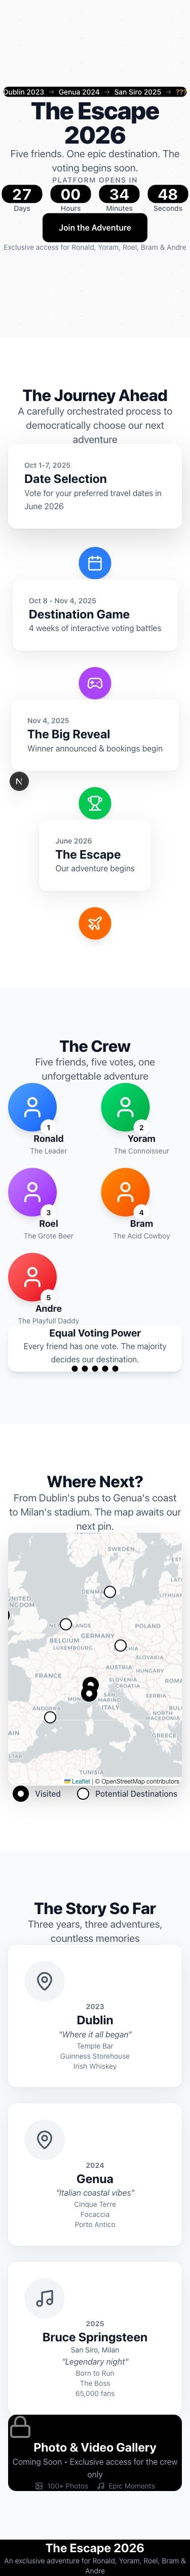 Dublin 2023 → Genua 2024 → San Siro 2025 → ???
The Escape
2026
Five friends. One epic destination. The
voting begins soon.
PLATFORM OPENS IN
27 00 34 48
Days Hours Minutes Seconds
Join the Adventure
Exclusive access for Ronald, Yoram, Roel, Bram & Andre
The Journey Ahead
A carefully orchestrated process to
democratically choose our next
adventure
Oct 1-7, 2025
Date Selection
Vote for your preferred travel dates in
June 2026
Oct 8 - Nov 4, 2025
Destination Game
4 weeks of interactive voting battles
Nov 4, 2025
The Big Reveal
Winner announced & bookings begin
N
June 2026
The Escape
Our adventure begins
The Crew
Five friends, five votes, one
unforgettable adventure
1 2
Ronald Yoram
The Leader The Connoisseur
3 4
Roel Bram
The Grote Beer The Acid Cowboy
5
Andre
The Playfull Daddy
Equal Voting Power
Every friend has one vote. The majority
decides our destination.
Where Next?
From Dublin's pubs to Genua's coast
to Milan's stadium. The map awaits our
next pin.
SWEDEN
LITHUAN
POLAND
GERMANY
BELGIUM
LUXEMBOURG
SLOVAKIA
AUSTRIA HUNGARY
FRANCE
SLOVENIA
CROATIA
ITALY
SERBIA
NORTH
MACEDONIA
GREECE
TUNISIA
Leaflet | © OpenStreetMap contributors
Visited Potential Destinations
The Story So Far
Three years, three adventures,
countless memories
2023
Dublin
"Where it all began"
Temple Bar
Guinness Storehouse
Irish Whiskey
2024
Genua
"Italian coastal vibes"
Cinque Terre
Focaccia
Porto Antico
2025
Bruce Springsteen
San Siro, Milan
"Legendary night"
Born to Run
The Boss
65,000 fans
Photo & Video Gallery
Coming Soon • Exclusive access for the crew
only
100+ Photos Epic Moments
The Escape 2026
An exclusive adventure for Ronald, Yoram, Roel, Bram &
Andre